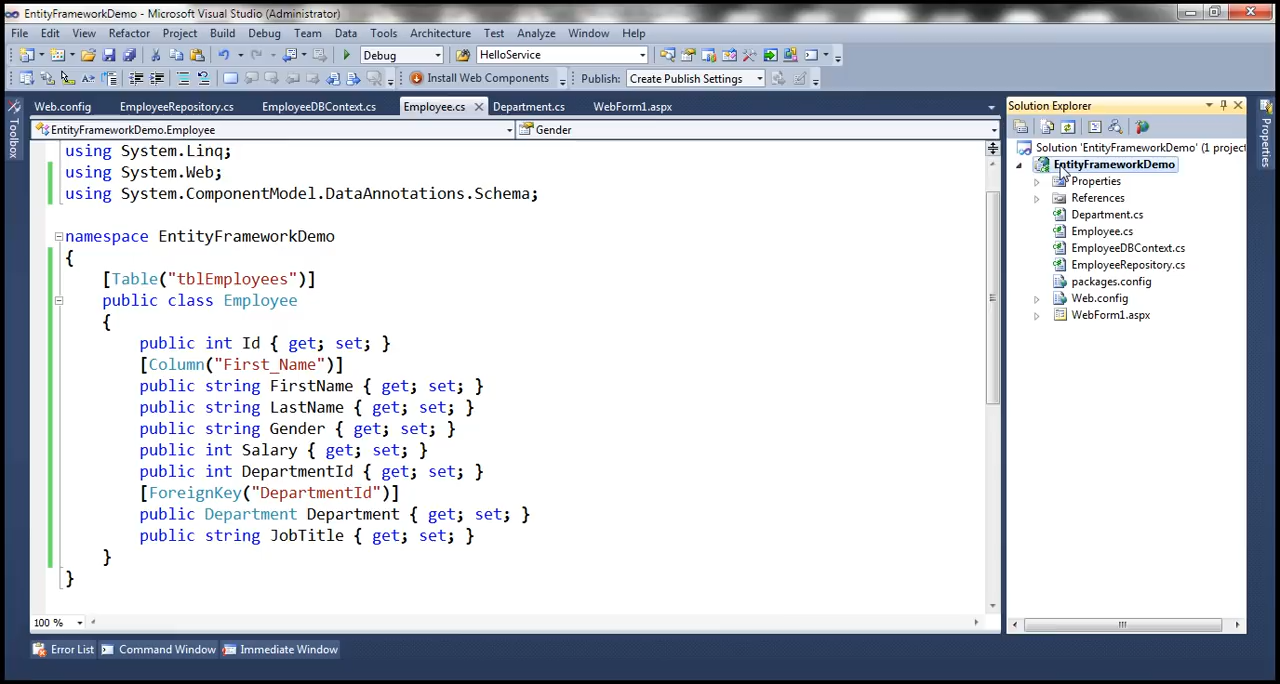 EntityFrameworkDemo - Microsoft Visual Studio (Administrator)
File Edit View Refactor Project Build Debug Team Data Tools Architecture Test Analyze Window Help
Debug HelloService
Install Web Components Publish: Create Publish Settings
Web.config EmployeeRepository.cs EmployeeDBContext.cs Employee.cs Department.cs WebForm1.aspx
EntityFrameworkDemo.Employee Gender
Toolbox
using System.Linq;
using System.Web;
using System.ComponentModel.DataAnnotations.Schema;
namespace EntityFrameworkDemo
{
[Table("tblEmployees")]
public class Employee
{
public int Id { get; set; }
[Column("First_Name")]
public string FirstName { get; set; }
public string LastName { get; set; }
public string Gender { get; set; }
public int Salary { get; set; }
public int DepartmentId { get; set; }
[ForeignKey("DepartmentId")]
public Department Department { get; set; }
public string JobTitle { get; set; }
}
}
100 %
Solution Explorer
Solution 'EntityFrameworkDemo' (1 project
EntityFrameworkDemo
Properties
References
Department.cs
Employee.cs
EmployeeDBContext.cs
EmployeeRepository.cs
packages.config
Web.config
WebForm1.aspx
Properties
Error List Command Window Immediate Window